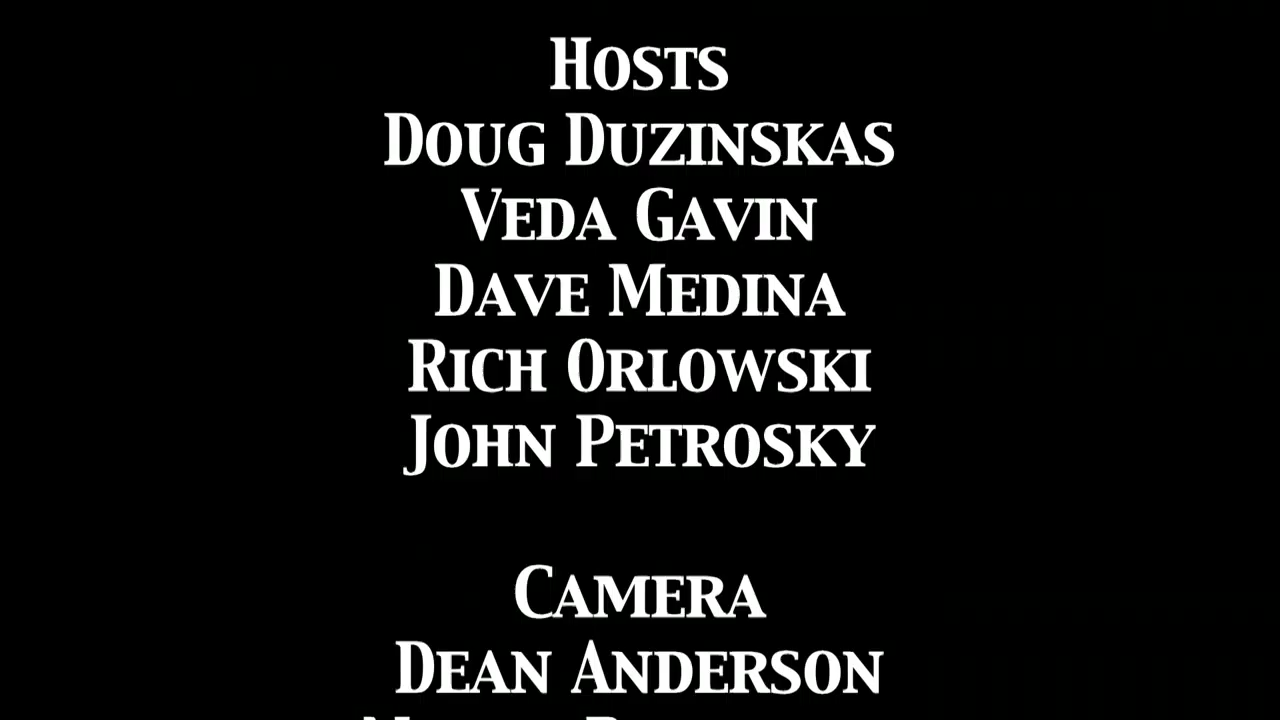 Hosts
Doug Duzinskas
Veda Gavin
Dave Medina
Rich Orlowski
John Petrosky
Camera
Dean Anderson